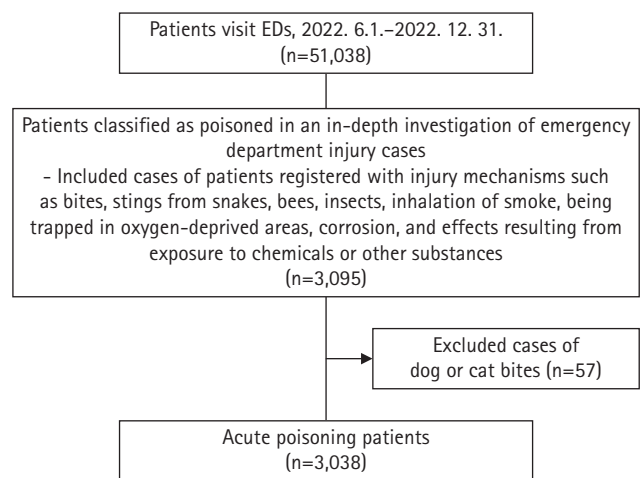 Patients visit EDs, 2022. 6.1.–2022. 12. 31.
(n=51,038)
Patients classified as poisoned in an in-depth investigation of emergency
department injury cases
- Included cases of patients registered with injury mechanisms such
as bites, stings from snakes, bees, insects, inhalation of smoke, being
trapped in oxygen-deprived areas, corrosion, and effects resulting from
exposure to chemicals or other substances
(n=3,095)
Excluded cases of
dog or cat bites (n=57)
Acute poisoning patients
(n=3,038)